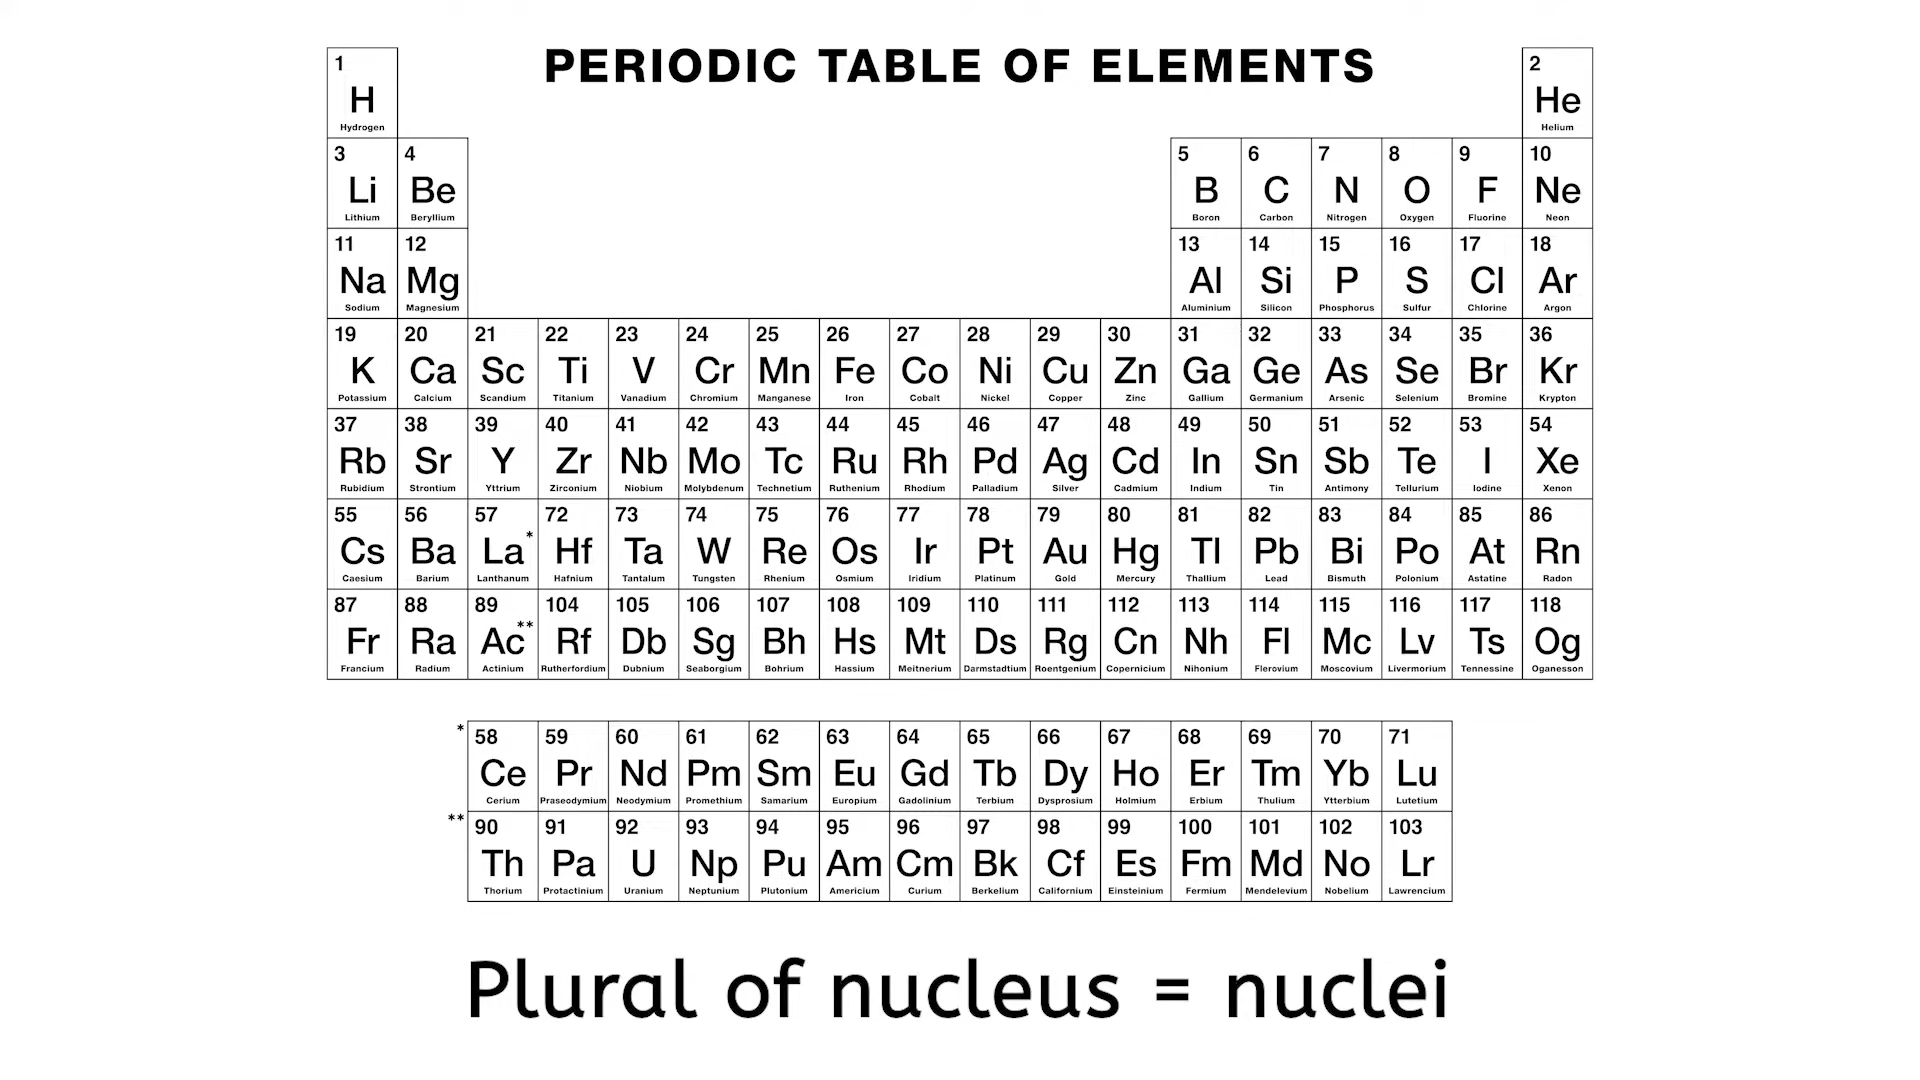 PERIODIC TABLE OF ELEMENTS
1 2
H He
Hydrogen Helium
3 4 5 6 7 8 9 10
Li Be B C N O F Ne
Lithium Beryllium Boron Carbon Nitrogen Oxygen Fluorine Neon
11 12 13 14 15 16 17 18
Na Mg Al Si P S Cl Ar
Sodium Magnesium Aluminium Silicon Phosphorus Sulfur Chlorine Argon
19 20 21 22 23 24 25 26 27 28 29 30 31 32 33 34 35 36
K Ca Sc Ti V Cr Mn Fe Co Ni Cu Zn Ga Ge As Se Br Kr
Potassium Calcium Scandium Titanium Vanadium Chromium Manganese Iron Cobalt Nickel Copper Zinc Gallium Germanium Arsenic Selenium Bromine Krypton
37 38 39 40 41 42 43 44 45 46 47 48 49 50 51 52 53 54
Rb Sr Y Zr Nb Mo Tc Ru Rh Pd Ag Cd In Sn Sb Te I Xe
Rubidium Strontium Yttrium Zirconium Niobium Molybdenum Technetium Ruthenium Rhodium Palladium Silver Cadmium Indium Tin Antimony Tellurium Iodine Xenon
55 56 57 72 73 74 75 76 77 78 79 80 81 82 83 84 85 86
Cs Ba La* Hf Ta W Re Os Ir Pt Au Hg Tl Pb Bi Po At Rn
Caesium Barium Lanthanum Hafnium Tantalum Tungsten Rhenium Osmium Iridium Platinum Gold Mercury Thallium Lead Bismuth Polonium Astatine Radon
87 88 89 104 105 106 107 108 109 110 111 112 113 114 115 116 117 118
Fr Ra Ac** Rf Db Sg Bh Hs Mt Ds Rg Cn Nh Fl Mc Lv Ts Og
Francium Radium Actinium Rutherfordium Dubnium Seaborgium Bohrium Hassium Meitnerium Darmstadtium Roentgenium Copernicium Nihonium Flerovium Moscovium Livermorium Tennessine Oganesson
* 58 59 60 61 62 63 64 65 66 67 68 69 70 71
Ce Pr Nd Pm Sm Eu Gd Tb Dy Ho Er Tm Yb Lu
Cerium Praseodymium Neodymium Promethium Samarium Europium Gadolinium Terbium Dysprosium Holmium Erbium Thulium Ytterbium Lutetium
** 90 91 92 93 94 95 96 97 98 99 100 101 102 103
Th Pa U Np Pu Am Cm Bk Cf Es Fm Md No Lr
Thorium Protactinium Uranium Neptunium Plutonium Americium Curium Berkelium Californium Einsteinium Fermium Mendelevium Nobelium Lawrencium
Plural of nucleus = nuclei